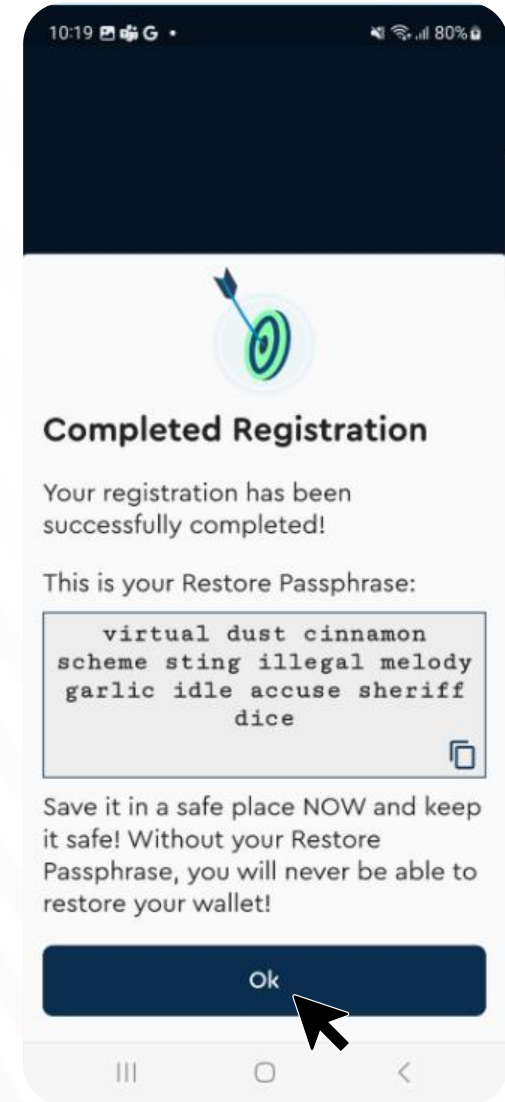 10:19 G •
80%
Completed Registration
Your registration has been
successfully completed!
This is your Restore Passphrase:
virtual dust cinnamon
scheme sting illegal melody
garlic idle accuse sheriff
dice
Save it in a safe place NOW and keep
it safe! Without your Restore
Passphrase, you will never be able to
restore your wallet!
Ok